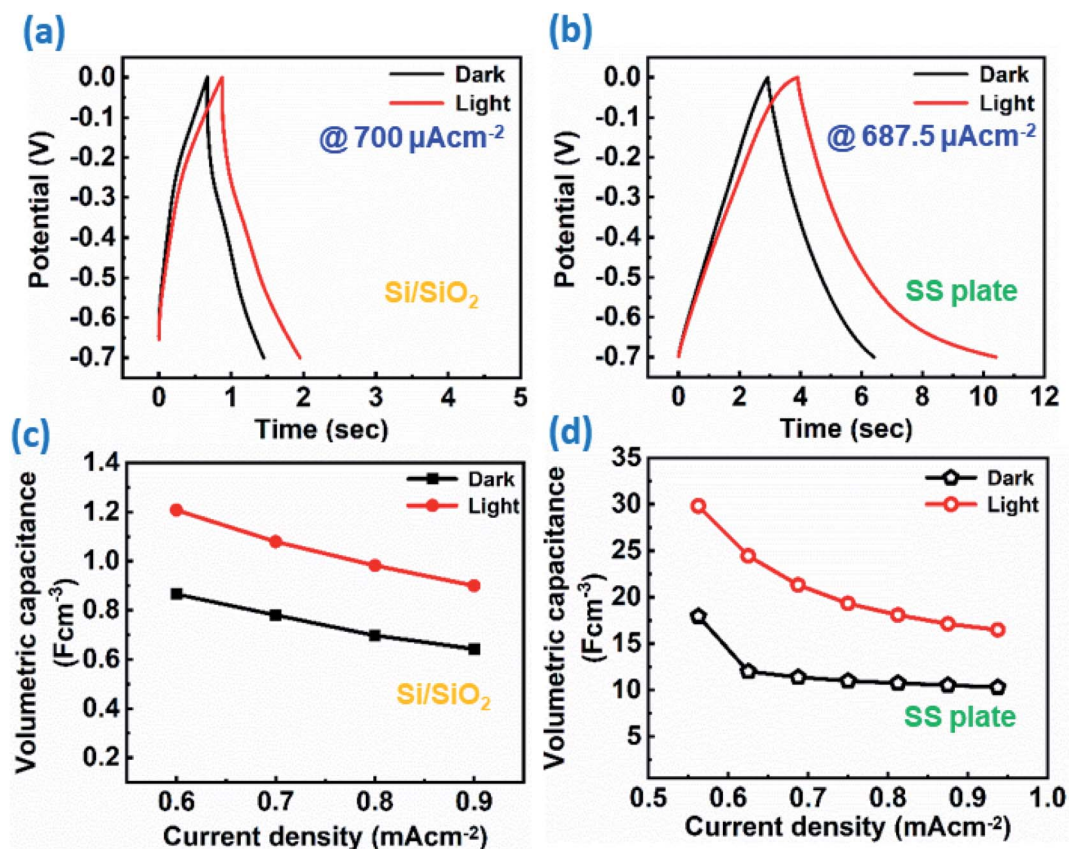 (a)
0.0
-0.1
-0.2
-0.3
-0.4
-0.5
-0.6
-0.7
Potential (V)
Dark
Light
@ 700 µAcm-2
Si/SiO2
0 1 2 3 4 5
Time (sec)
(b)
0.0
-0.1
-0.2
-0.3
-0.4
-0.5
-0.6
-0.7
Potential (V)
Dark
Light
@ 687.5 µAcm-2
SS plate
0 2 4 6 8 10 12
Time (sec)
(c)
1.4
1.2
1.0
0.8
0.6
0.4
0.2
Volumetric capacitance
(Fcm-3)
Dark
Light
Si/SiO2
0.6 0.7 0.8 0.9
Current density (mAcm-2)
(d)
35
30
25
20
15
10
5
Volumetric capacitance
(Fcm-3)
Dark
Light
SS plate
0.5 0.6 0.7 0.8 0.9 1.0
Current density (mAcm-2)